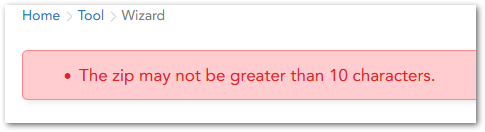 Home > Tool > Wizard
• The zip may not be greater than 10 characters.